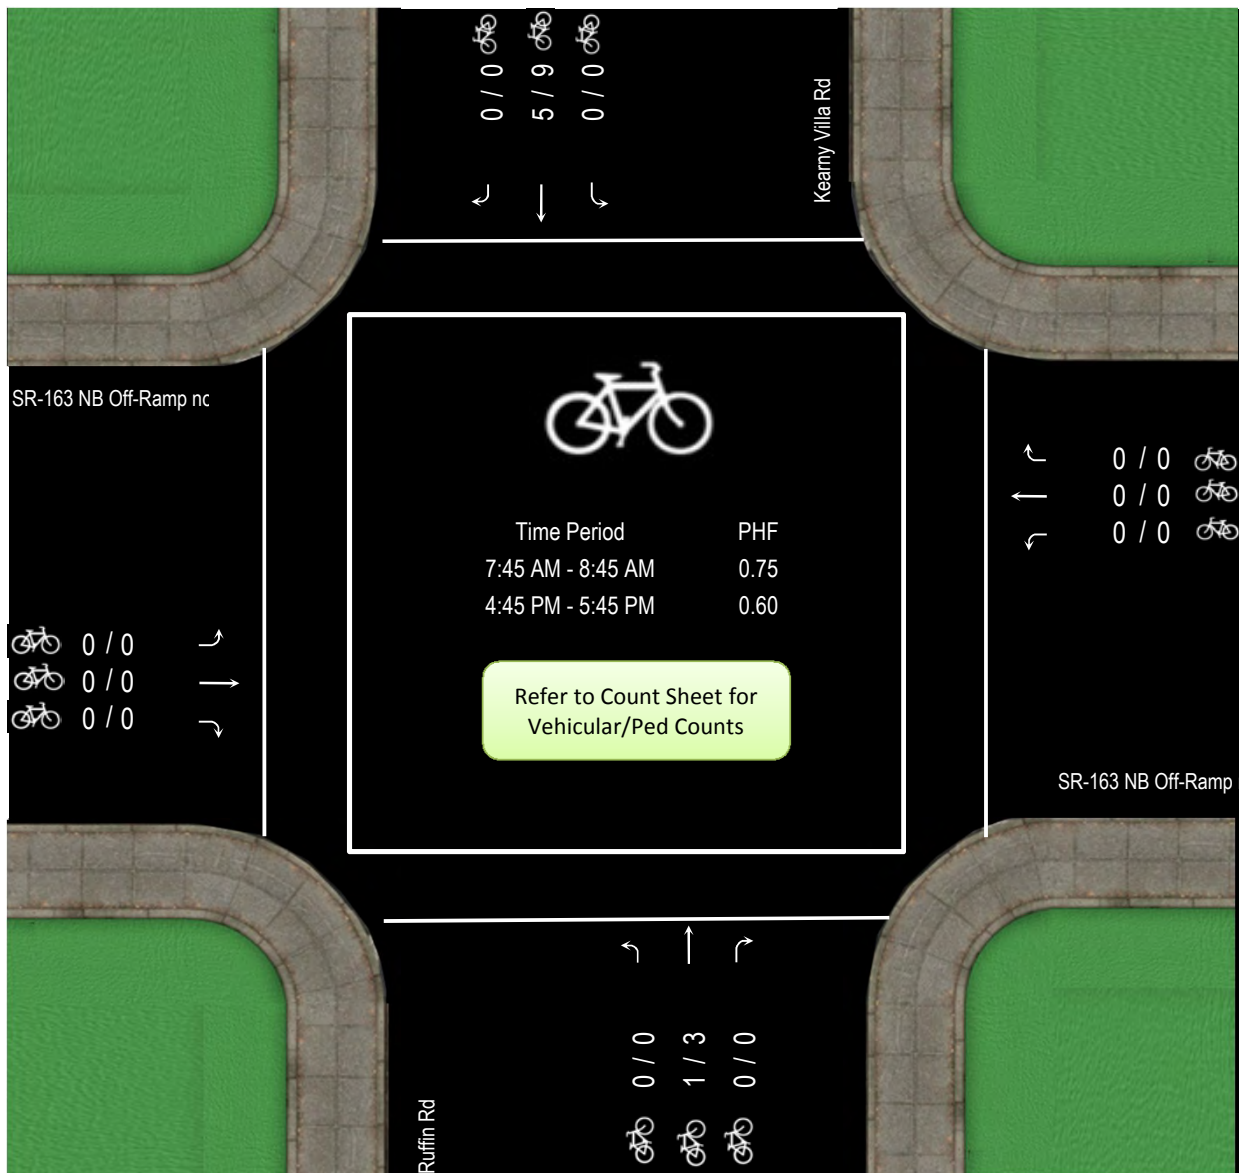 0 / 0
5 / 9
0 / 0
Kearny Villa Rd
SR-163 NB Off-Ramp nc
0 / 0
0 / 0
0 / 0
Time Period PHF
7:45 AM - 8:45 AM 0.75
4:45 PM - 5:45 PM 0.60
0 / 0
0 / 0
0 / 0
Refer to Count Sheet for
Vehicular/Ped Counts
SR-163 NB Off-Ramp
0 / 0
1 / 3
0 / 0
Ruffin Rd